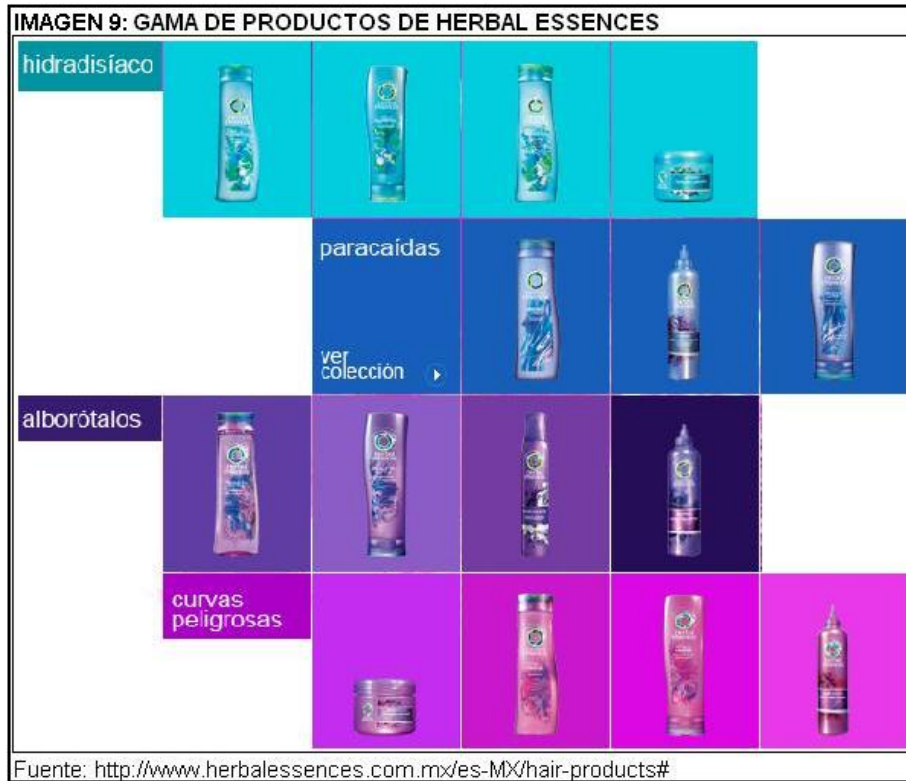 IMAGEN 9: GAMA DE PRODUCTOS DE HERBAL ESSENCES
hidradisíaco
paracaídas
ver
colección
alborótalos
curvas
peligrosas
Fuente: http://www.herbalessences.com.mx/es-MX/hair-products#